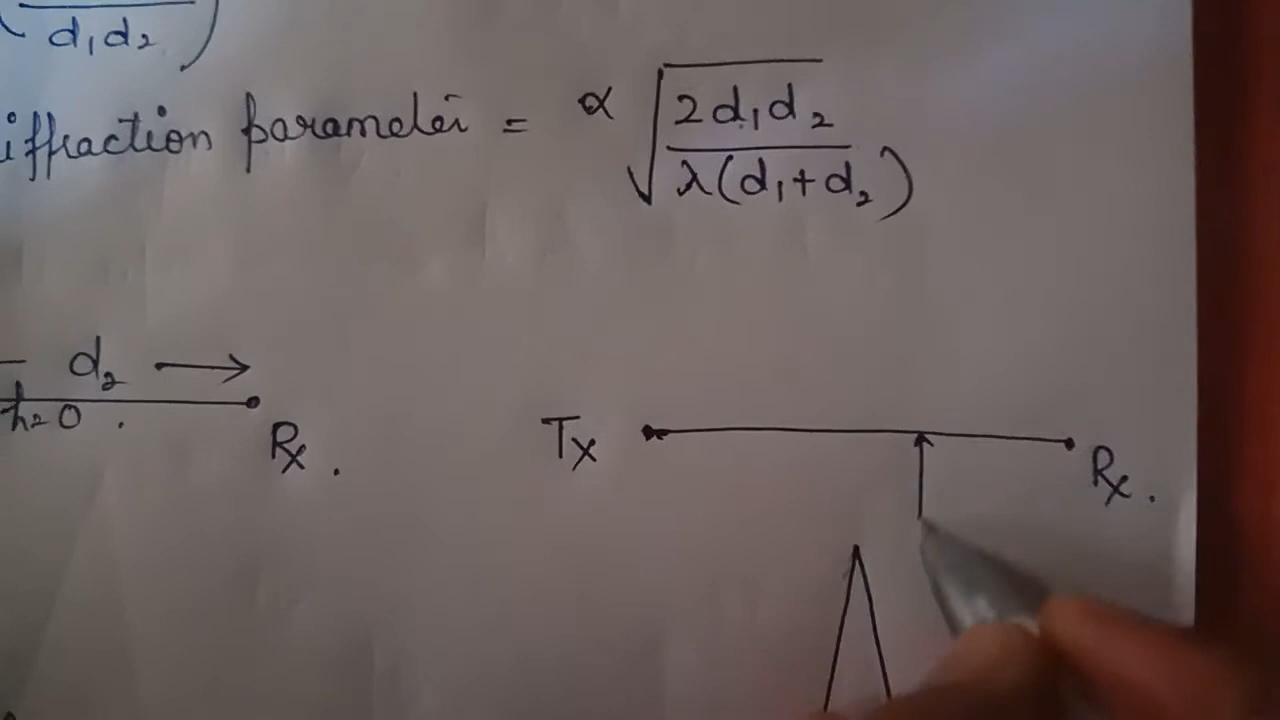 d₁d₂)
iffraction parameter = α √(2d₁d₂ / λ(d₁+d₂))
– d₂ →
h=0 .
Rx .
Tx
Rx .